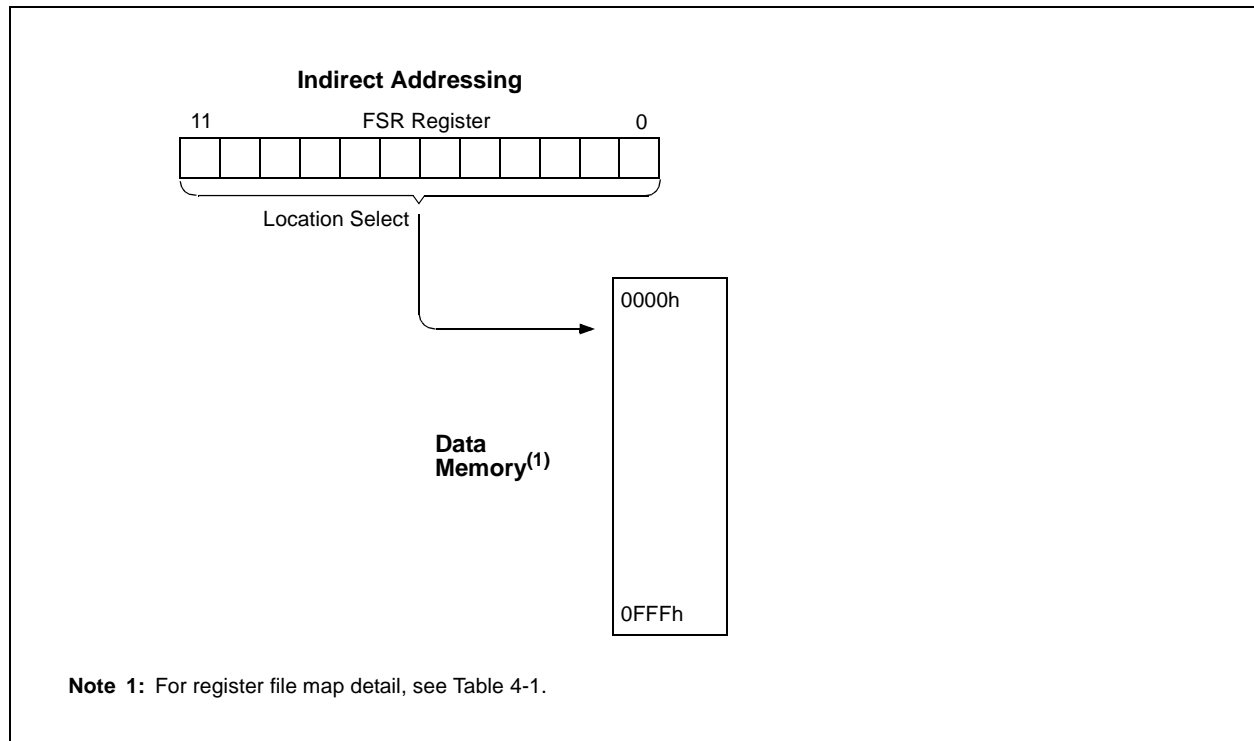 Indirect Addressing
11 FSR Register 0
Location Select
0000h
Data
Memory(1)
0FFFh
Note 1: For register file map detail, see Table 4-1.